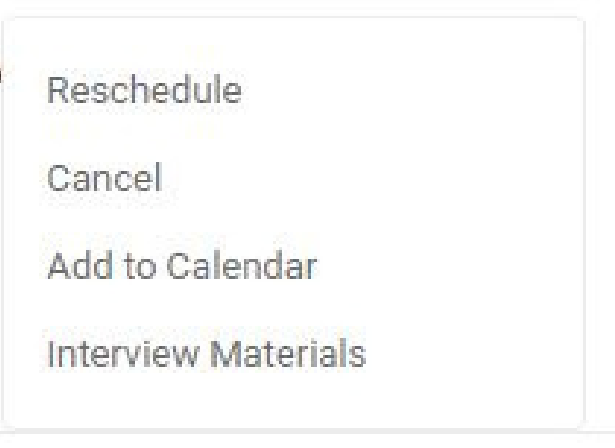 Reschedule
Cancel
Add to Calendar
Interview Materials